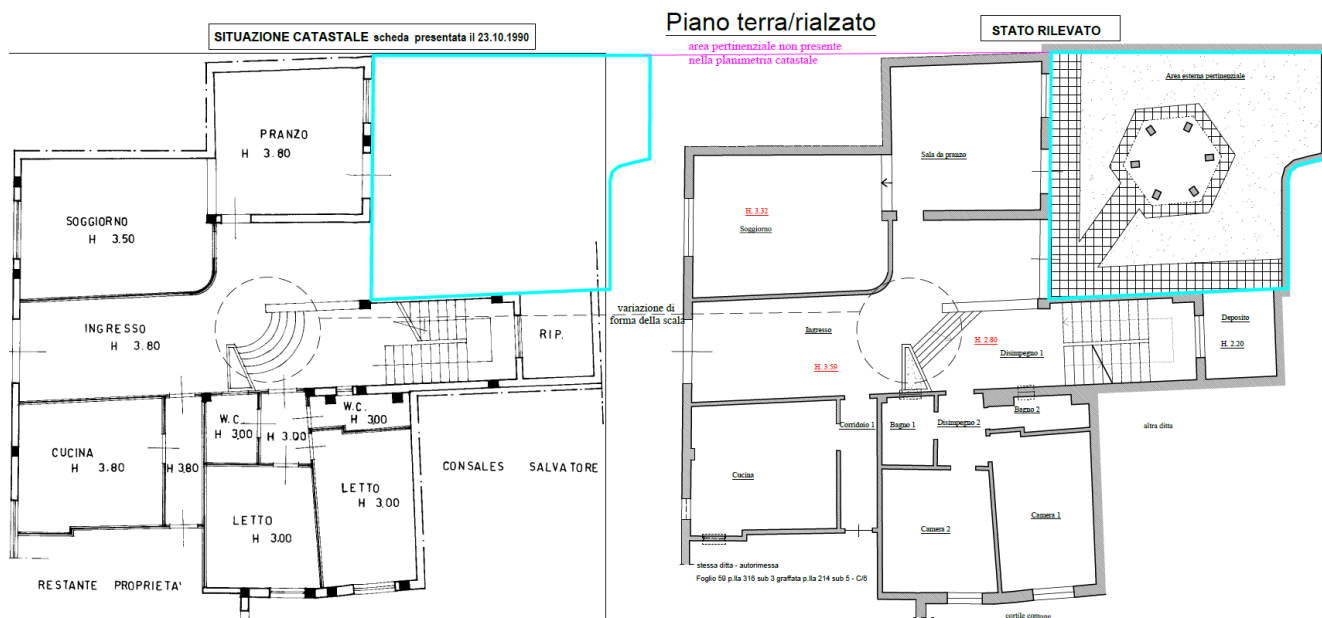 Piano terra/rialzato
SITUAZIONE CATASTALE scheda presentata il 23.10.1990
STATO RILEVATO
area pertinenziale non presente
nella planimetria catastale
PRANZO
H 3.80
SOGGIORNO
H 3.50
INGRESSO
H 3.80
RIP.
W.C.
H 3,00
H 3.00
W.C.
H 3,00
CUCINA
H 3.80
H 3,80
LETTO
H 3,00
LETTO
H 3,00
CONSALES SALVATORE
RESTANTE PROPRIETA'
variazione di
forma della scala
Area esterna pertinenziale
Sala da pranzo
H. 3.32
Soggiorno
Ingresso
H. 3.59
H. 2.80
Disimpegno 1
Deposito
H. 2.20
Corridoio 1
Bagno 1
Disimpegno 2
Bagno 2
altra ditta
Cucina
Camera 2
Camera 1
stessa ditta - autorimessa
Foglio 59 p.lla 316 sub 3 graffata p.lla 214 sub 5 - C/6
cortile comune